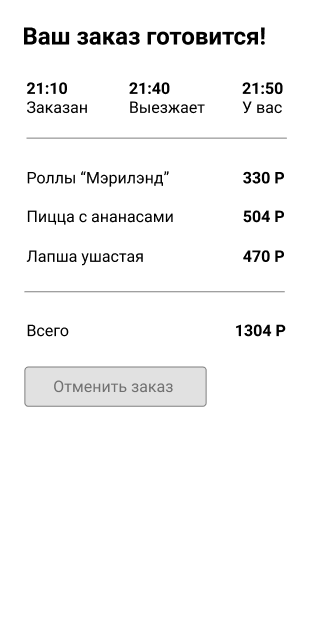 Ваш заказ готовится!
21:10 21:40 21:50
Заказан Выезжает У вас
Роллы “Мэрилэнд” 330 Р
Пицца с ананасами 504 Р
Лапша ушастая 470 Р
Всего 1304 Р
Отменить заказ